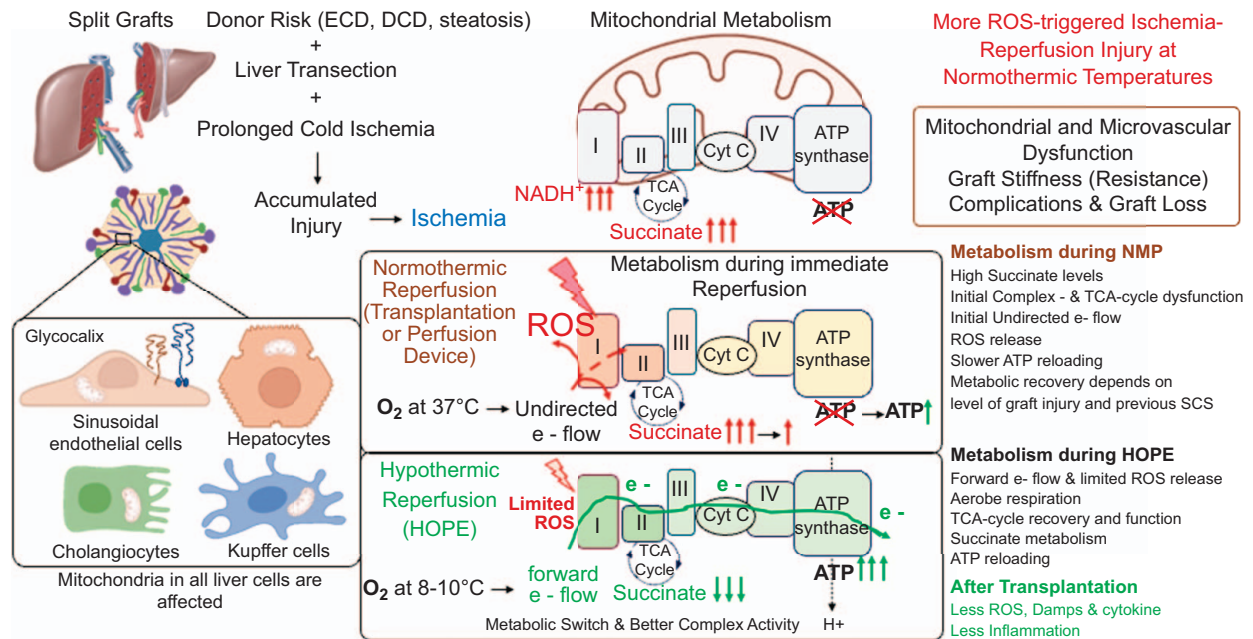 Split Grafts
Donor Risk (ECD, DCD, steatosis)
+
Liver Transection
+
Prolonged Cold Ischemia
Accumulated
Injury
Ischemia
Mitochondrial Metabolism
I
II
III
Cyt C
IV
ATP
synthase
NADH+
TCA
Cycle
Succinate
ATP
More ROS-triggered Ischemia-
Reperfusion Injury at
Normothermic Temperatures
Mitochondrial and Microvascular
Dysfunction
Graft Stiffness (Resistance)
Complications & Graft Loss
Glycocalix
Sinusoidal
endothelial cells
Hepatocytes
Cholangiocytes
Kupffer cells
Mitochondria in all liver cells are
affected
Normothermic
Reperfusion
(Transplantation
or Perfusion
Device)
Metabolism during immediate
Reperfusion
ROS
I
II
III
Cyt C
IV
ATP
synthase
TCA
Cycle
O2 at 37°C
Undirected
e - flow
Succinate
ATP
ATP
Hypothermic
Reperfusion
(HOPE)
Limited
ROS
I
e -
II
III
e -
Cyt C
IV
ATP
synthase
e -
TCA
Cycle
O2 at 8-10°C
forward
e - flow
Succinate
ATP
Metabolic Switch & Better Complex Activity
H+
Metabolism during NMP
High Succinate levels
Initial Complex - & TCA-cycle dysfunction
Initial Undirected e- flow
ROS release
Slower ATP reloading
Metabolic recovery depends on
level of graft injury and previous SCS
Metabolism during HOPE
Forward e- flow & limited ROS release
Aerobe respiration
TCA-cycle recovery and function
Succinate metabolism
ATP reloading
After Transplantation
Less ROS, Damps & cytokine
Less Inflammation